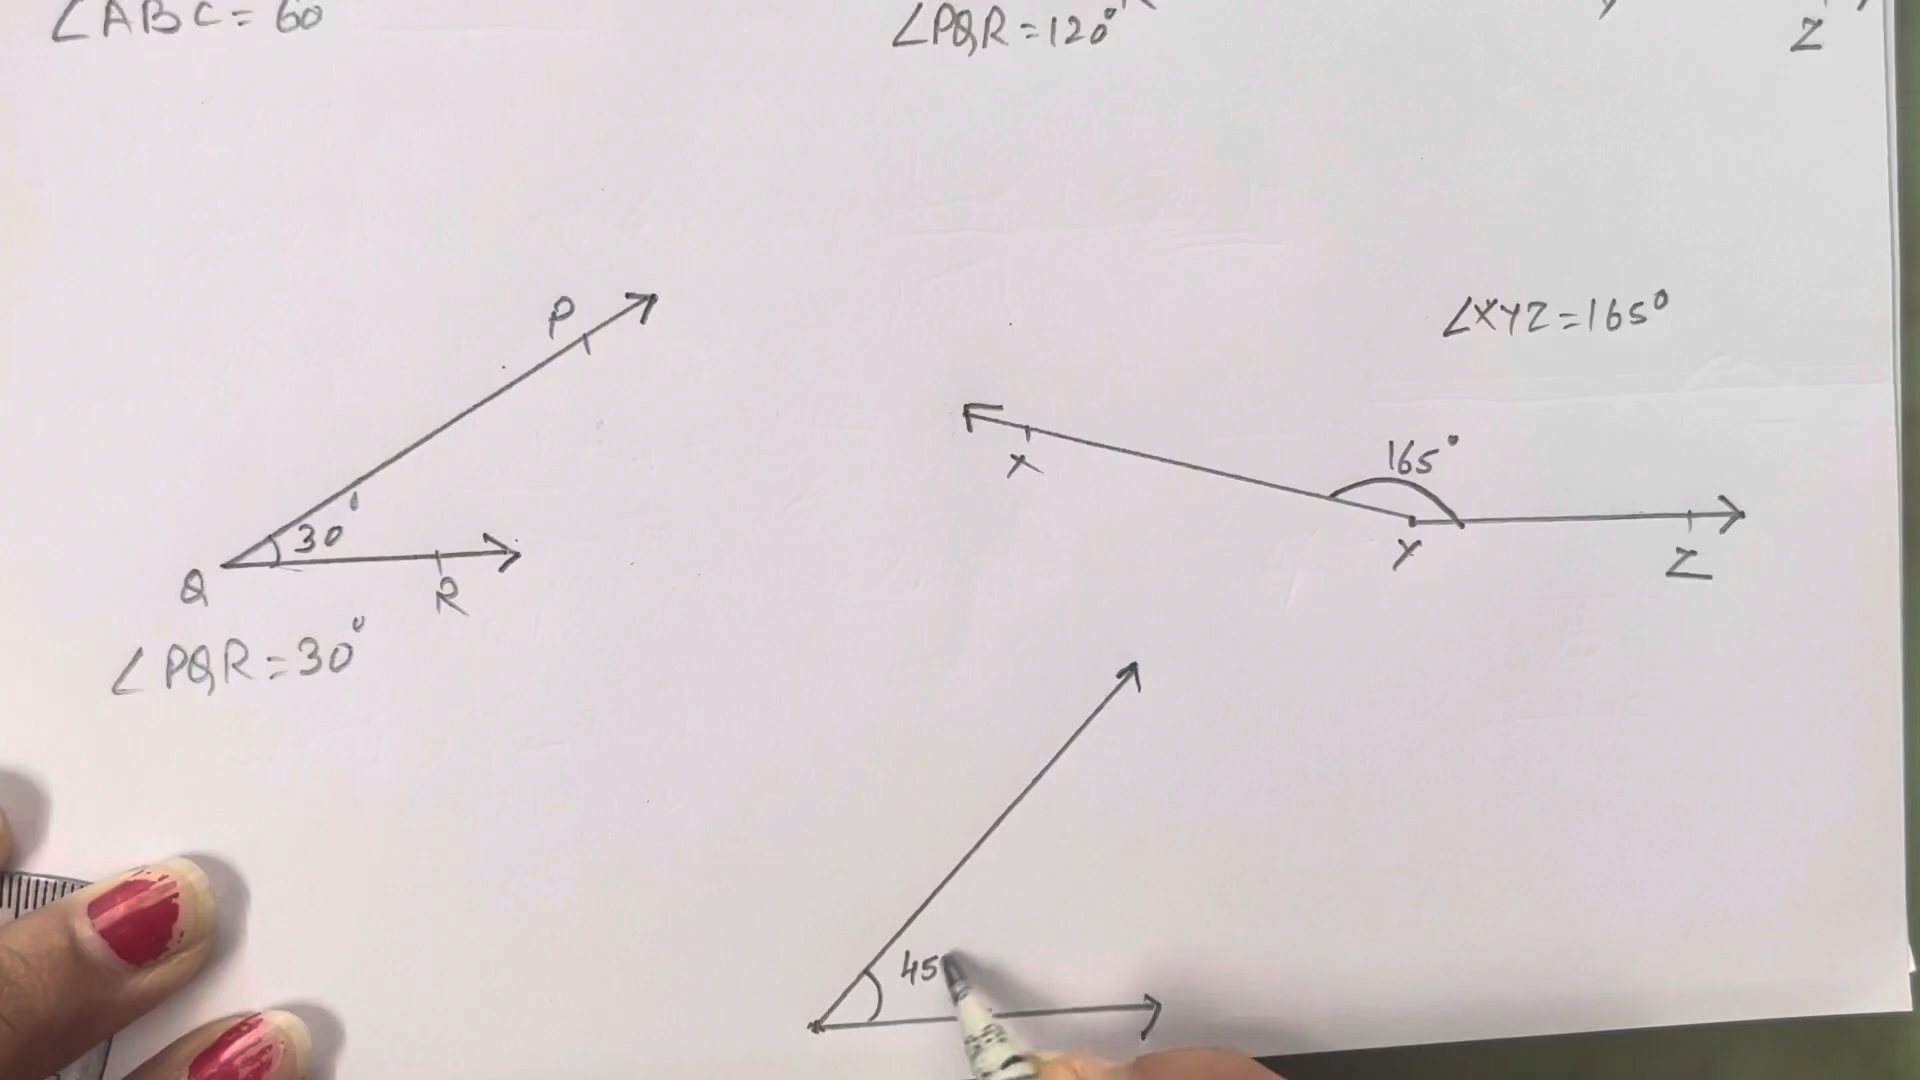 ∠ABC = 60
∠PQR = 120°
Z
P
30°
Q
R
∠PQR = 30°
∠XYZ = 165°
X
165°
Y
Z
45